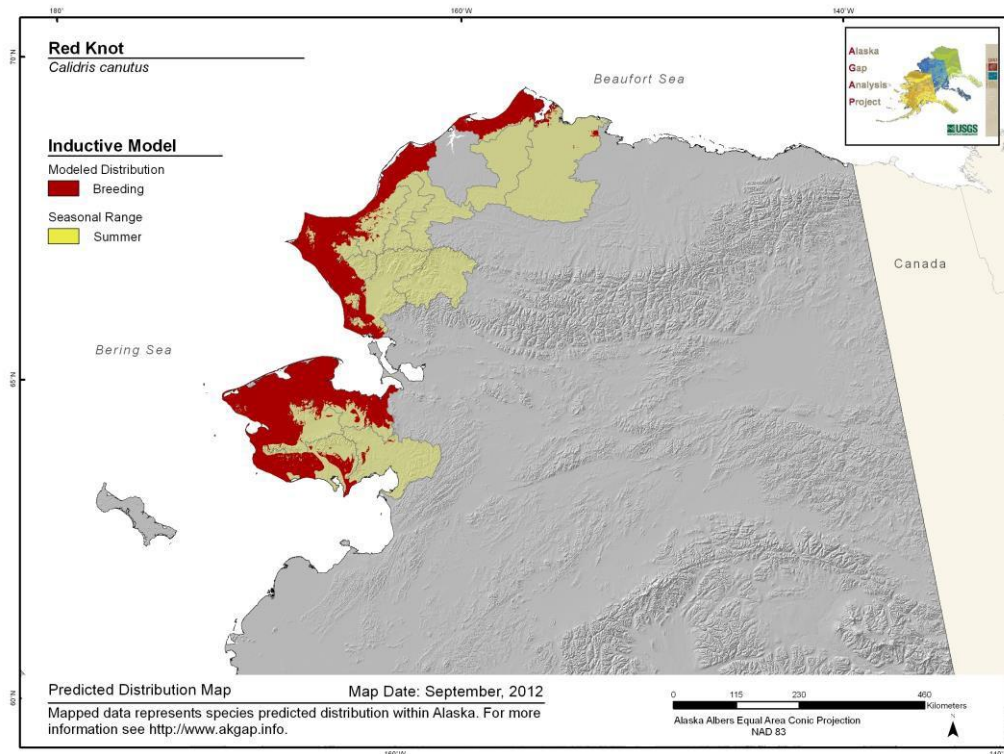 180°
160°W
140°W
70°N
Red Knot
Calidris canutus
Beaufort Sea
Alaska
Gap
Analysis
Project
USGS
Inductive Model
Modeled Distribution
Breeding
Seasonal Range
Summer
Canada
Bering Sea
65°N
60°N
Predicted Distribution Map
Map Date: September, 2012
Mapped data represents species predicted distribution within Alaska. For more
information see http://www.akgap.info.
0 115 230 460
Kilometers
Alaska Albers Equal Area Conic Projection
NAD 83
N
160°W